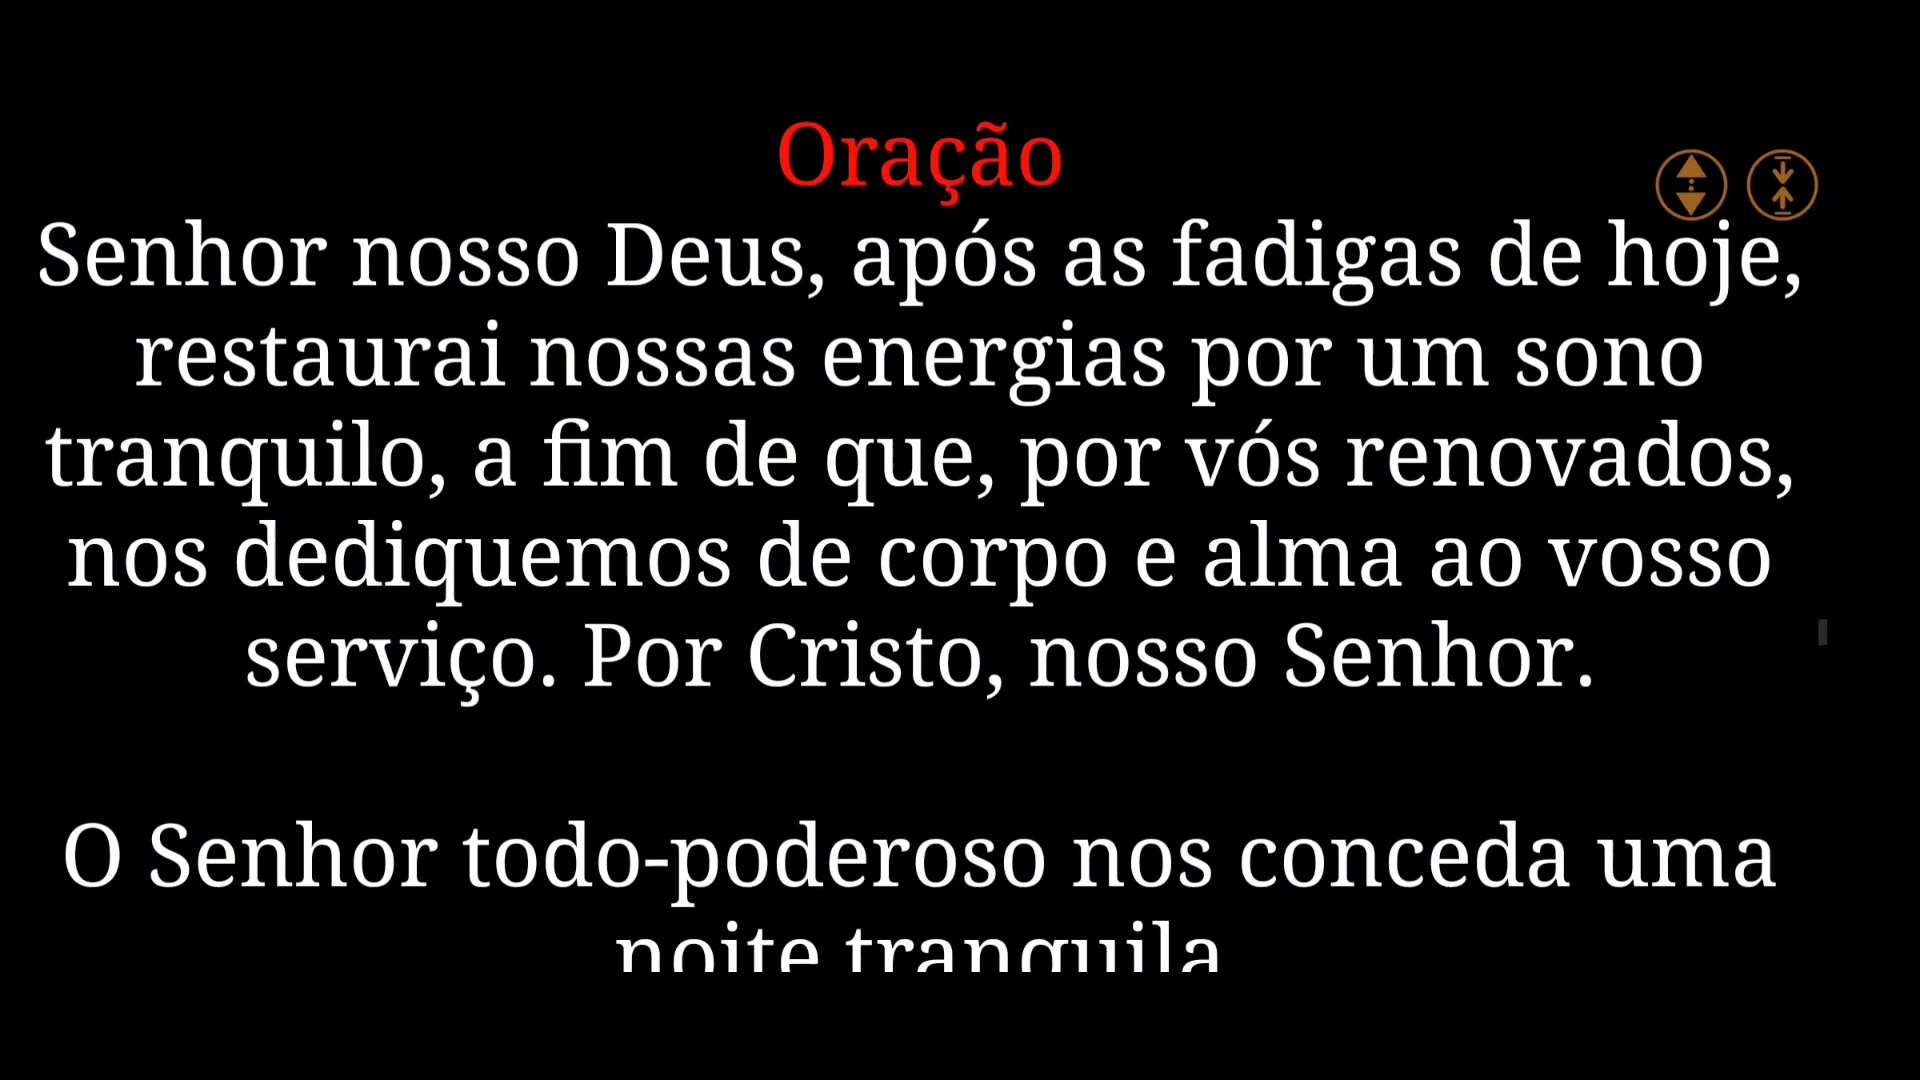 Oração
Senhor nosso Deus, após as fadigas de hoje,
restaurai nossas energias por um sono
tranquilo, a fim de que, por vós renovados,
nos dediquemos de corpo e alma ao vosso
serviço. Por Cristo, nosso Senhor.
O Senhor todo-poderoso nos conceda uma
noite tranquila